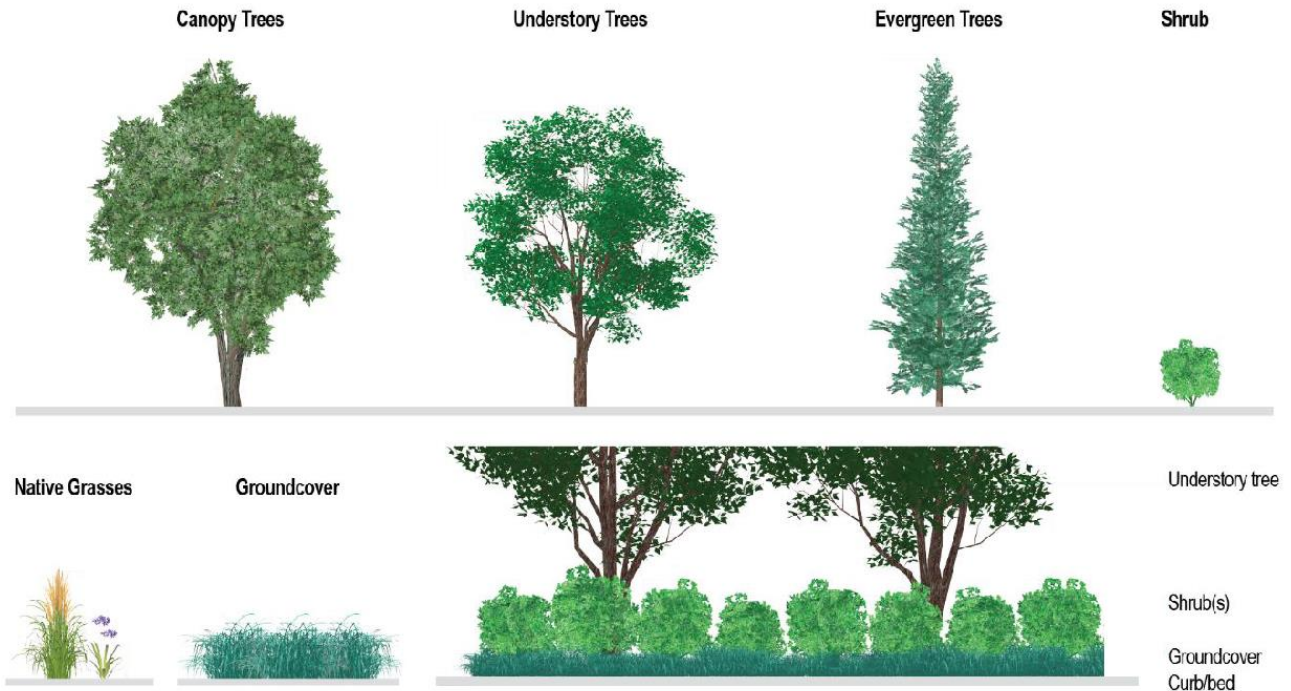 Canopy Trees
Understory Trees
Evergreen Trees
Shrub
Native Grasses
Groundcover
Understory tree
Shrub(s)
Groundcover
Curb/bed